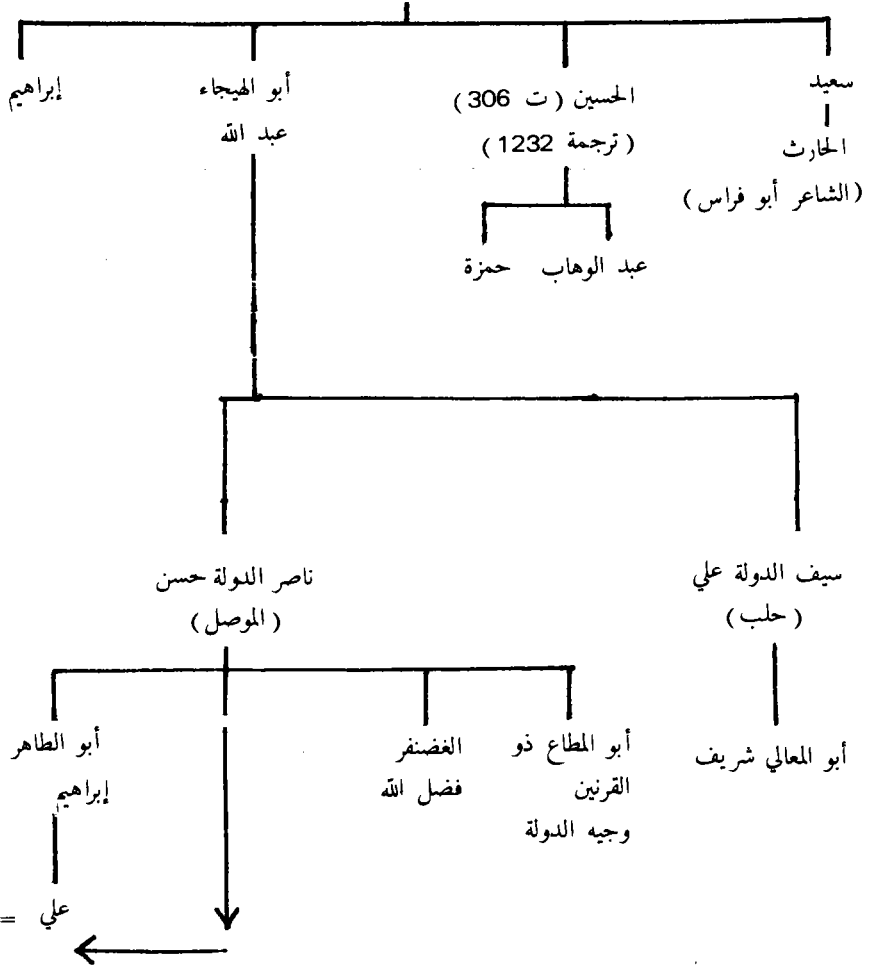 سعيد
الحارث
(الشاعر أبو فراس)
الحسين (ت 306)
(ترجمة 1232)
عبد الوهاب
حمزة
أبو الهيجاء
عبد الله
إبراهيم
سيف الدولة علي
(حلب)
ناصر الدولة حسن
(الموصل)
أبو المعالي شريف
أبو المطاع ذو
القرنين
وجيه الدولة
الغضنفر
فضل الله
أبو الطاهر
إبراهيم
علي =